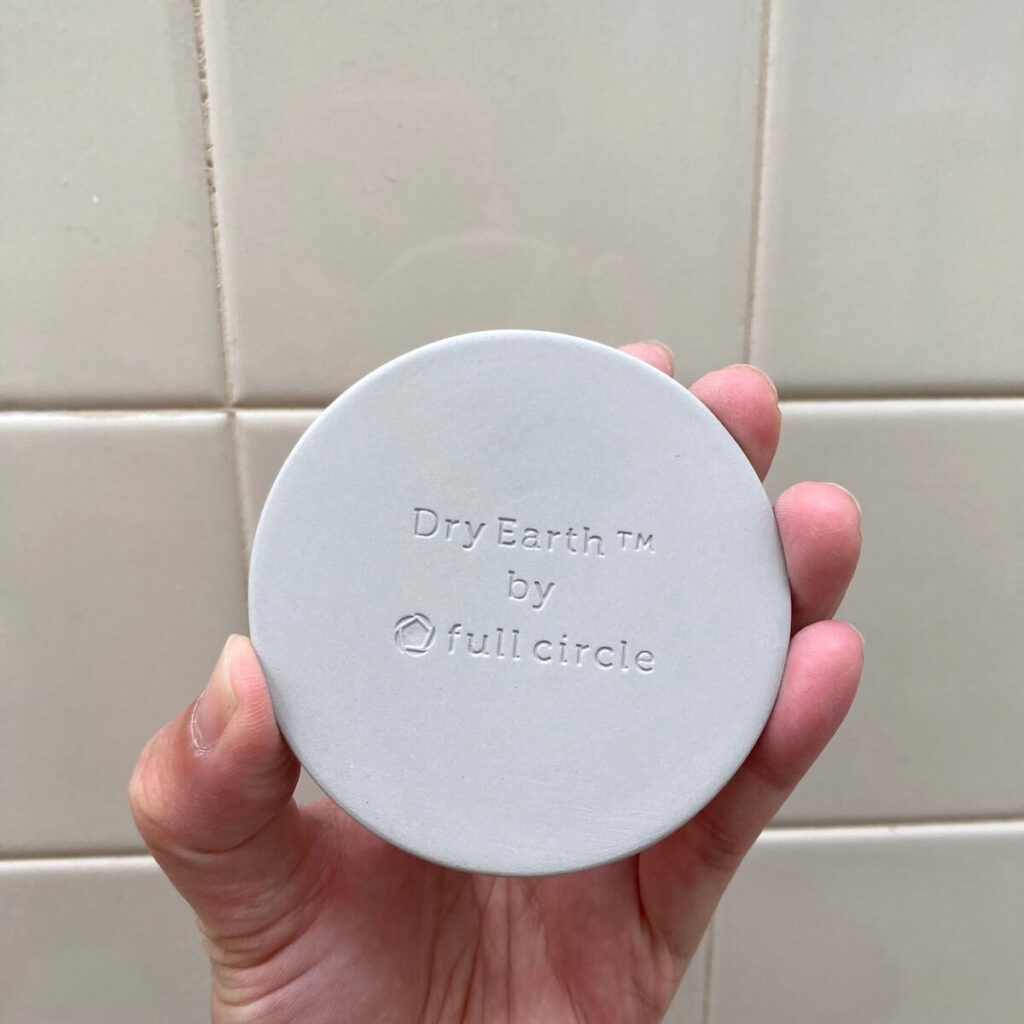 Dry Earth ™
by
full circle